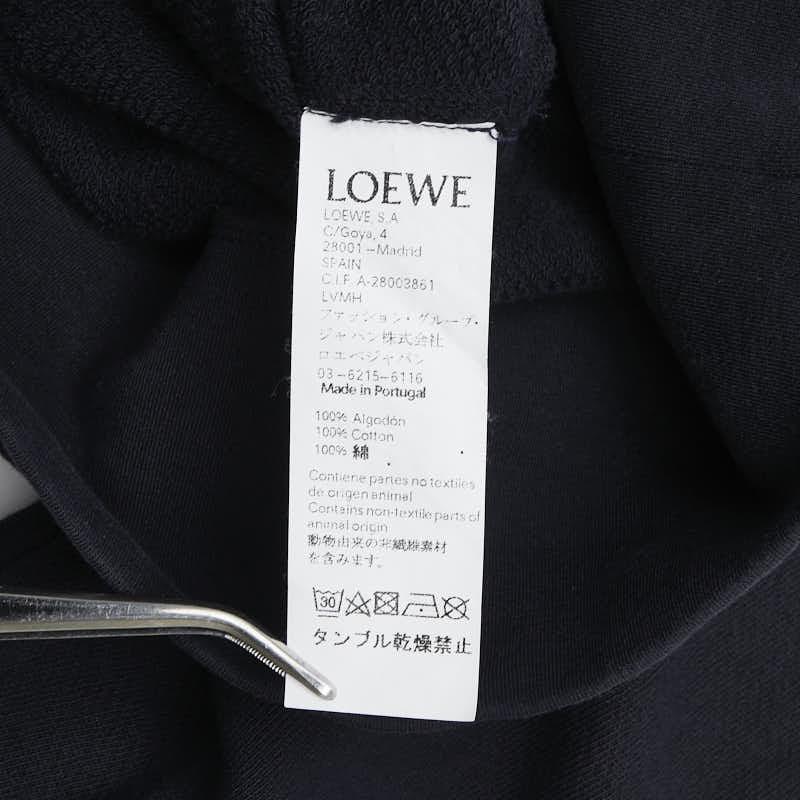 LOEWE
LOEWE, S.A
C/Goya, 4
28001-Madrid
SPAIN
C.I.F. A-28003861
LVMH
ファッション・グループ・
ジャパン株式会社
ロエベジャパン
03-6215-6116
Made in Portugal
100% Algodón
100% Cotton
100% 綿
Contiene partes no textiles
de origen animal
Contains non-textile parts of
animal origin
動物由来の非繊維素材
を含みます。
30
タンブル乾燥禁止